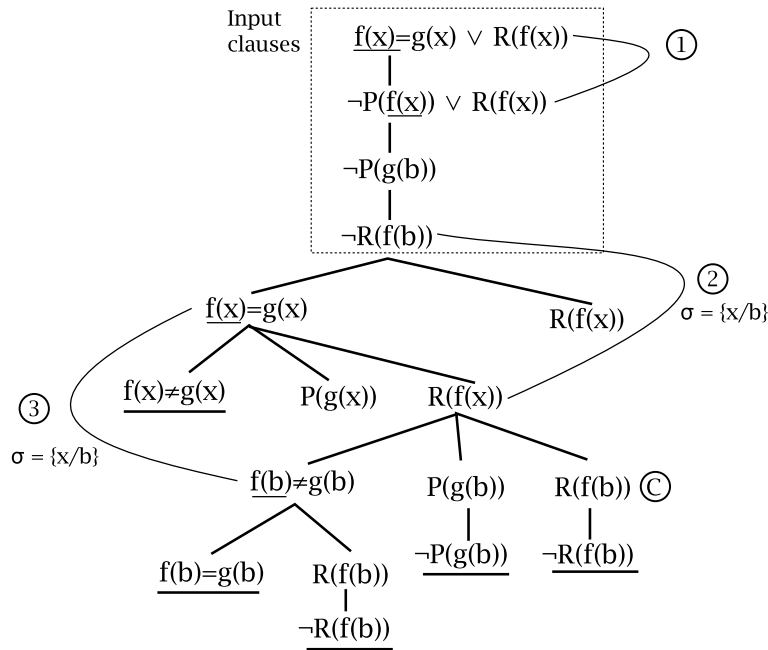 Input
clauses
f(x)=g(x) ∨ R(f(x))
①
¬P(f(x)) ∨ R(f(x))
¬P(g(b))
¬R(f(b))
②
σ = {x/b}
f(x)=g(x)
R(f(x))
f(x)≠g(x)
P(g(x))
R(f(x))
③
σ = {x/b}
f(b)≠g(b)
P(g(b))
R(f(b)) Ⓒ
¬P(g(b))
¬R(f(b))
f(b)=g(b)
R(f(b))
¬R(f(b))